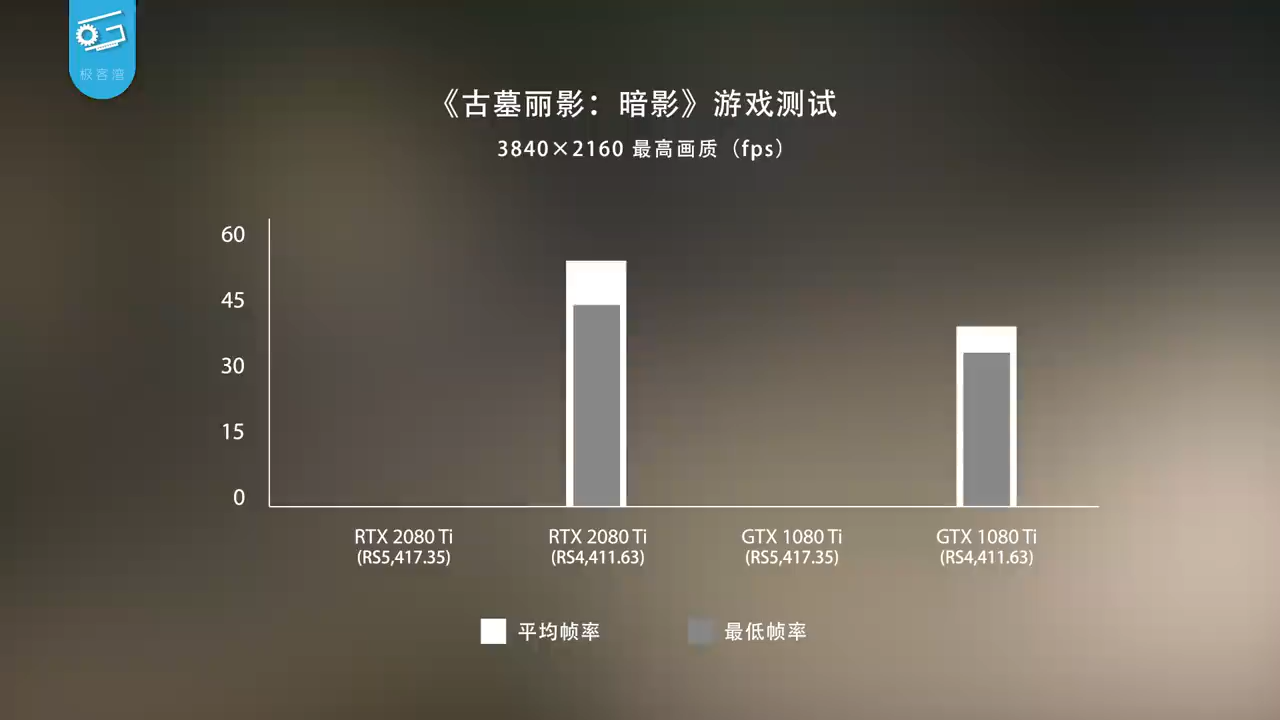 极客湾
《古墓丽影：暗影》游戏测试
3840×2160 最高画质（fps）
60
45
30
15
0
RTX 2080 Ti
(RS5,417.35)
RTX 2080 Ti
(RS4,411.63)
GTX 1080 Ti
(RS5,417.35)
GTX 1080 Ti
(RS4,411.63)
平均帧率
最低帧率